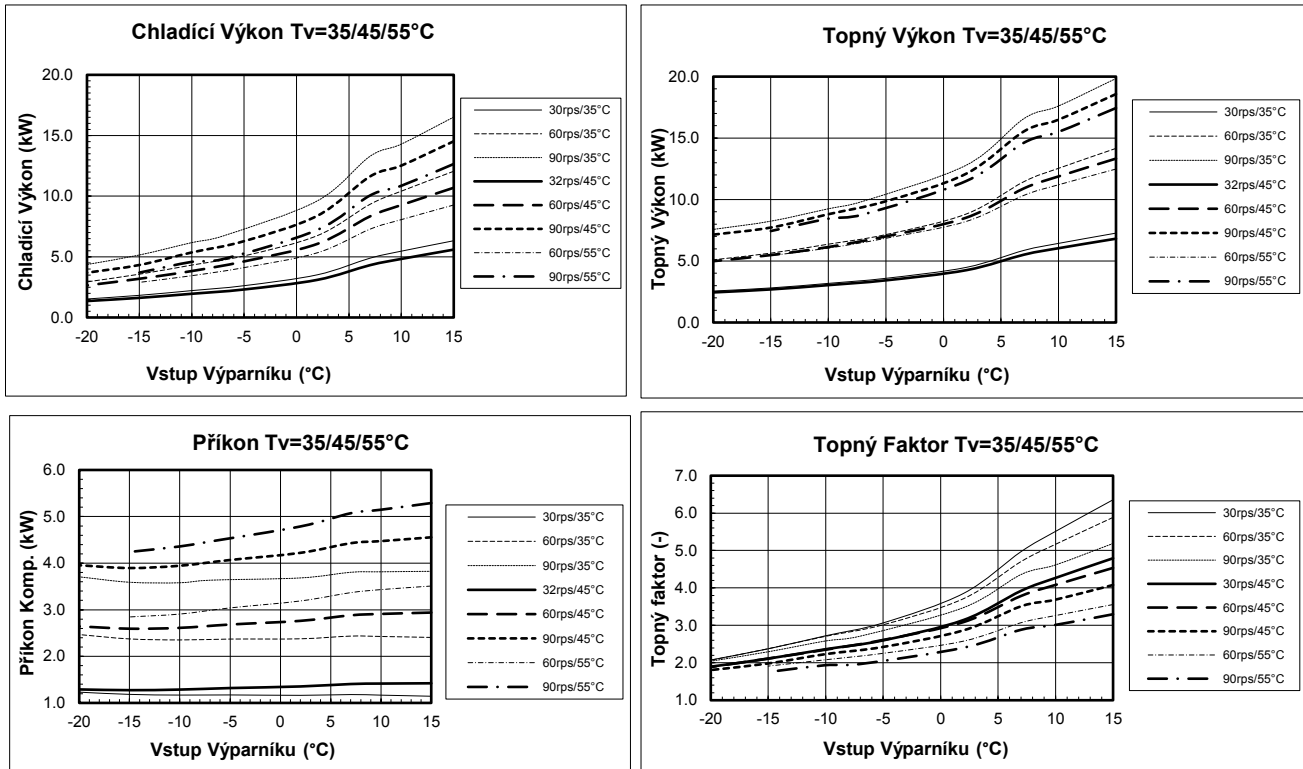 Chladící Výkon Tv=35/45/55°C
Chladící Výkon (kW)
20.0
15.0
10.0
5.0
0.0
-20 -15 -10 -5 0 5 10 15
Vstup Výparníku (°C)
30rps/35°C
60rps/35°C
90rps/35°C
32rps/45°C
60rps/45°C
90rps/45°C
60rps/55°C
90rps/55°C
Topný Výkon Tv=35/45/55°C
Topný Výkon (kW)
20.0
15.0
10.0
5.0
0.0
-20 -15 -10 -5 0 5 10 15
Vstup Výparníku (°C)
30rps/35°C
60rps/35°C
90rps/35°C
32rps/45°C
60rps/45°C
90rps/45°C
60rps/55°C
90rps/55°C
Příkon Tv=35/45/55°C
Příkon Komp. (kW)
6.0
5.0
4.0
3.0
2.0
1.0
-20 -15 -10 -5 0 5 10 15
Vstup Výparníku (°C)
30rps/35°C
60rps/35°C
90rps/35°C
32rps/45°C
60rps/45°C
90rps/45°C
60rps/55°C
90rps/55°C
Topný Faktor Tv=35/45/55°C
Topný faktor (-)
7.0
6.0
5.0
4.0
3.0
2.0
1.0
-20 -15 -10 -5 0 5 10 15
Vstup Výparníku (°C)
30rps/35°C
60rps/35°C
90rps/35°C
30rps/45°C
60rps/45°C
90rps/45°C
60rps/55°C
90rps/55°C